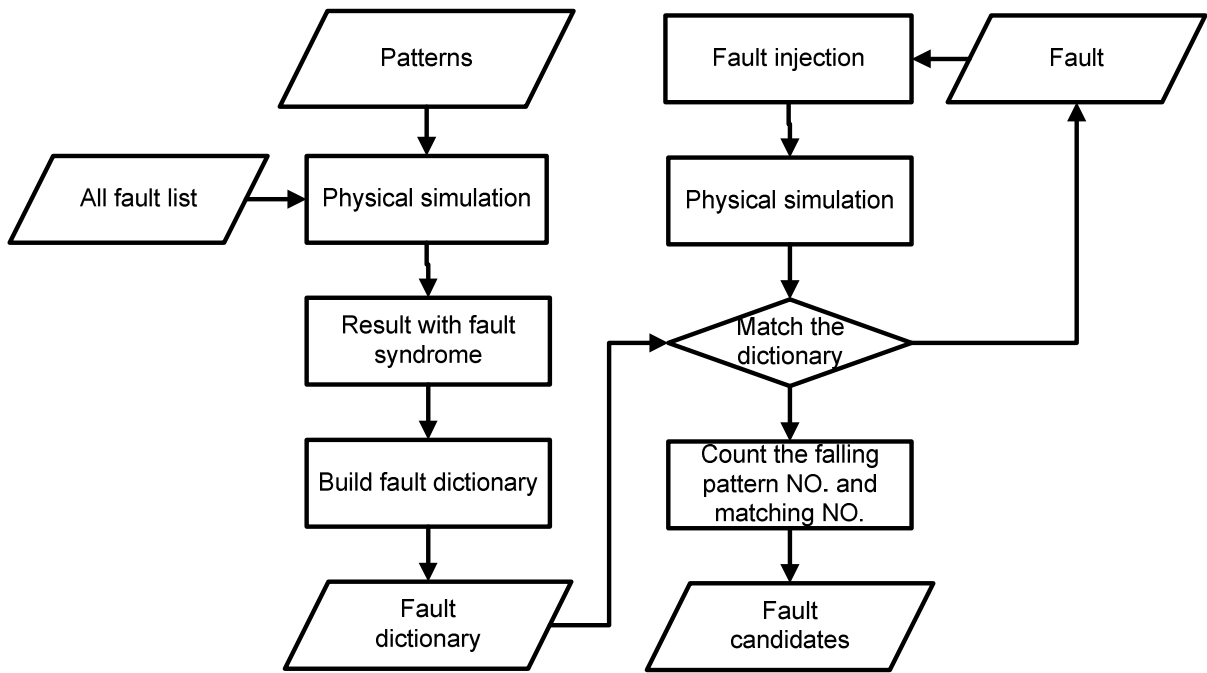 Patterns
All fault list
Physical simulation
Result with fault
syndrome
Build fault dictionary
Fault
dictionary
Fault injection
Fault
Physical simulation
Match the
dictionary
Count the falling
pattern NO. and
matching NO.
Fault
candidates